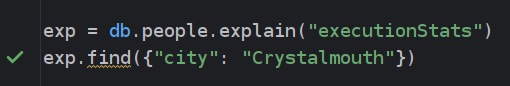 exp = db.people.explain("executionStats")
exp.find({"city": "Crystalmouth"})